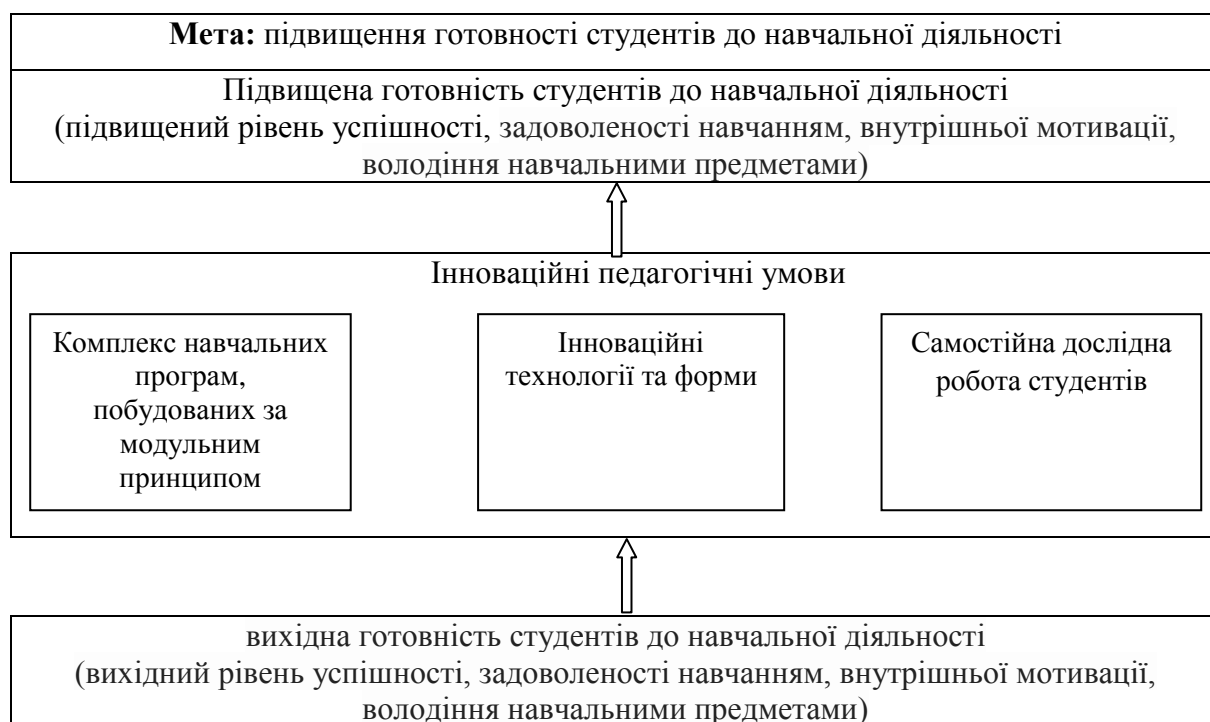 Мета: підвищення готовності студентів до навчальної діяльності
Підвищена готовність студентів до навчальної діяльності
(підвищений рівень успішності, задоволеності навчанням, внутрішньої мотивації,
володіння навчальними предметами)
Інноваційні педагогічні умови
Комплекс навчальних
програм,
побудованих за
модульним
принципом
Інноваційні
технології та форми
Самостійна дослідна
робота студентів
вихідна готовність студентів до навчальної діяльності
(вихідний рівень успішності, задоволеності навчанням, внутрішньої мотивації,
володіння навчальними предметами)